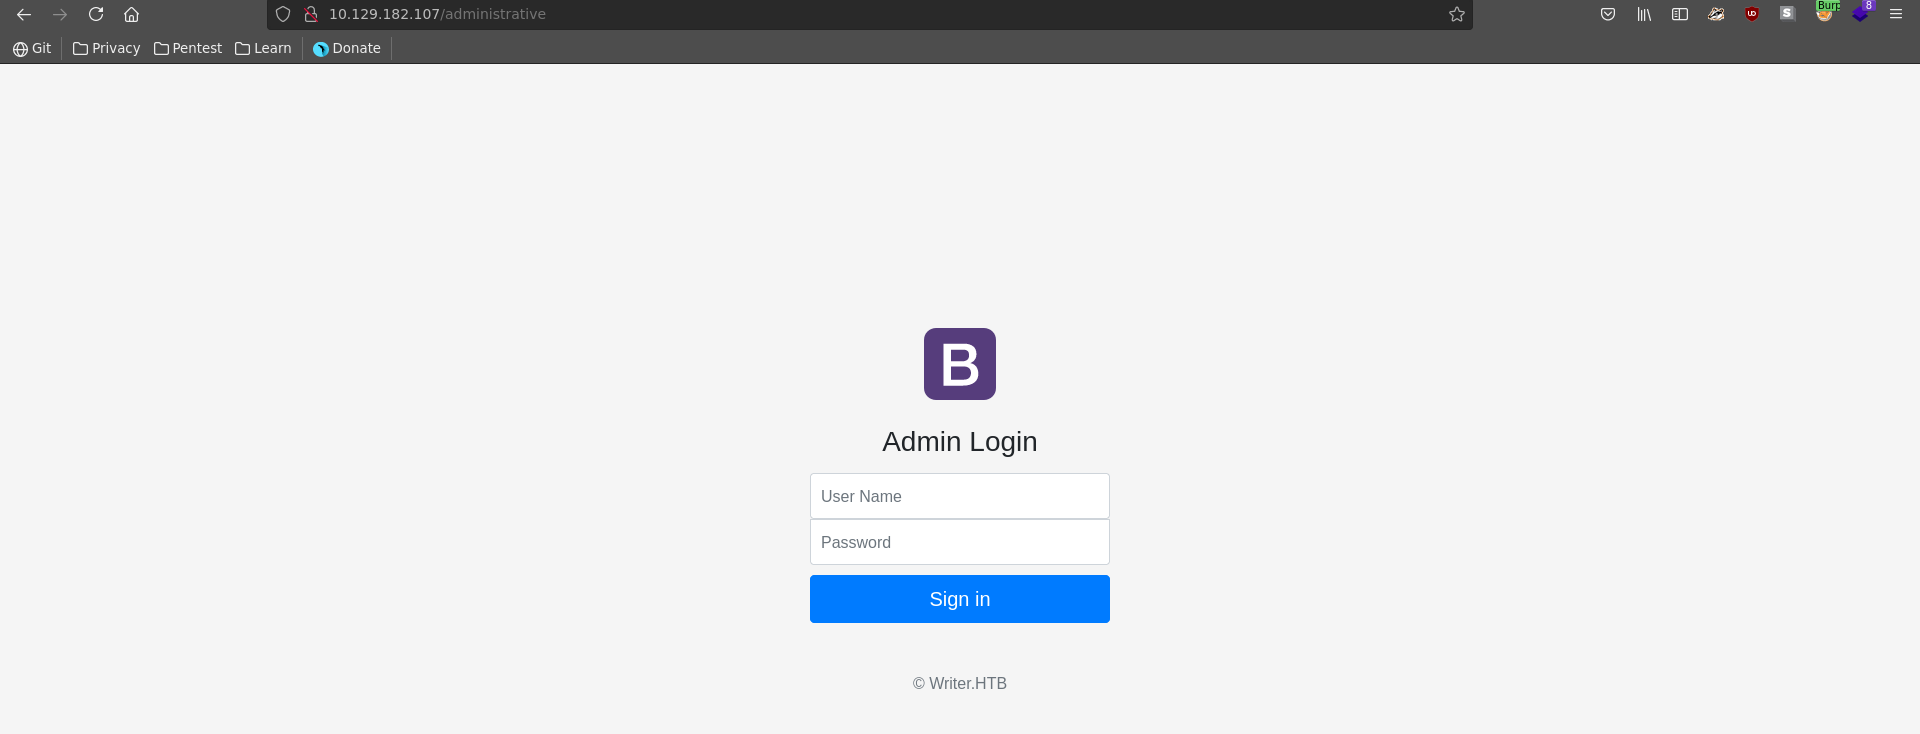 10.129.182.107/administrative
Burp
8
Git Privacy Pentest Learn Donate
B
Admin Login
User Name
Password
Sign in
© Writer.HTB